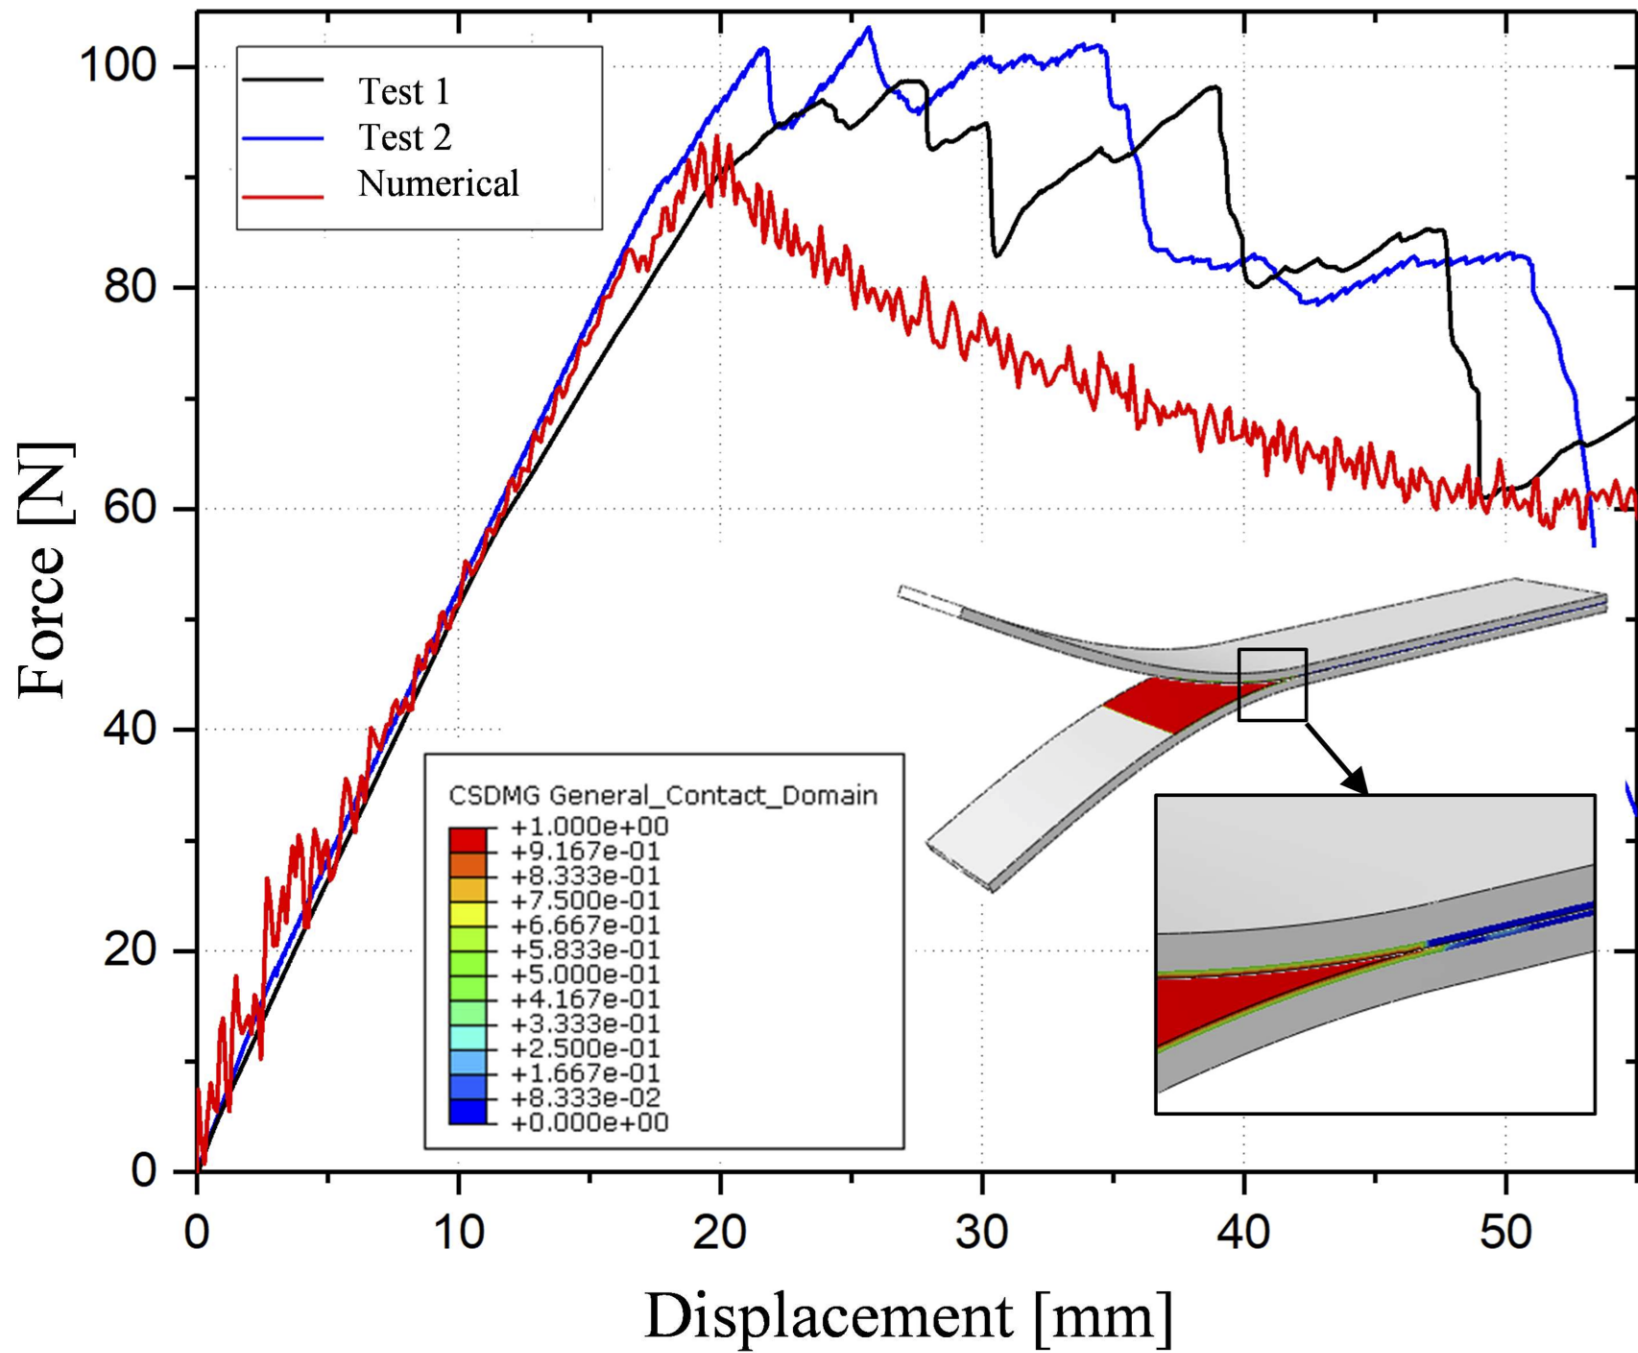 100
80
60
40
20
0
Force [N]
Test 1
Test 2
Numerical
CSDMG General_Contact_Domain
+1.000e+00
+9.167e-01
+8.333e-01
+7.500e-01
+6.667e-01
+5.833e-01
+5.000e-01
+4.167e-01
+3.333e-01
+2.500e-01
+1.667e-01
+8.333e-02
+0.000e+00
0 10 20 30 40 50
Displacement [mm]